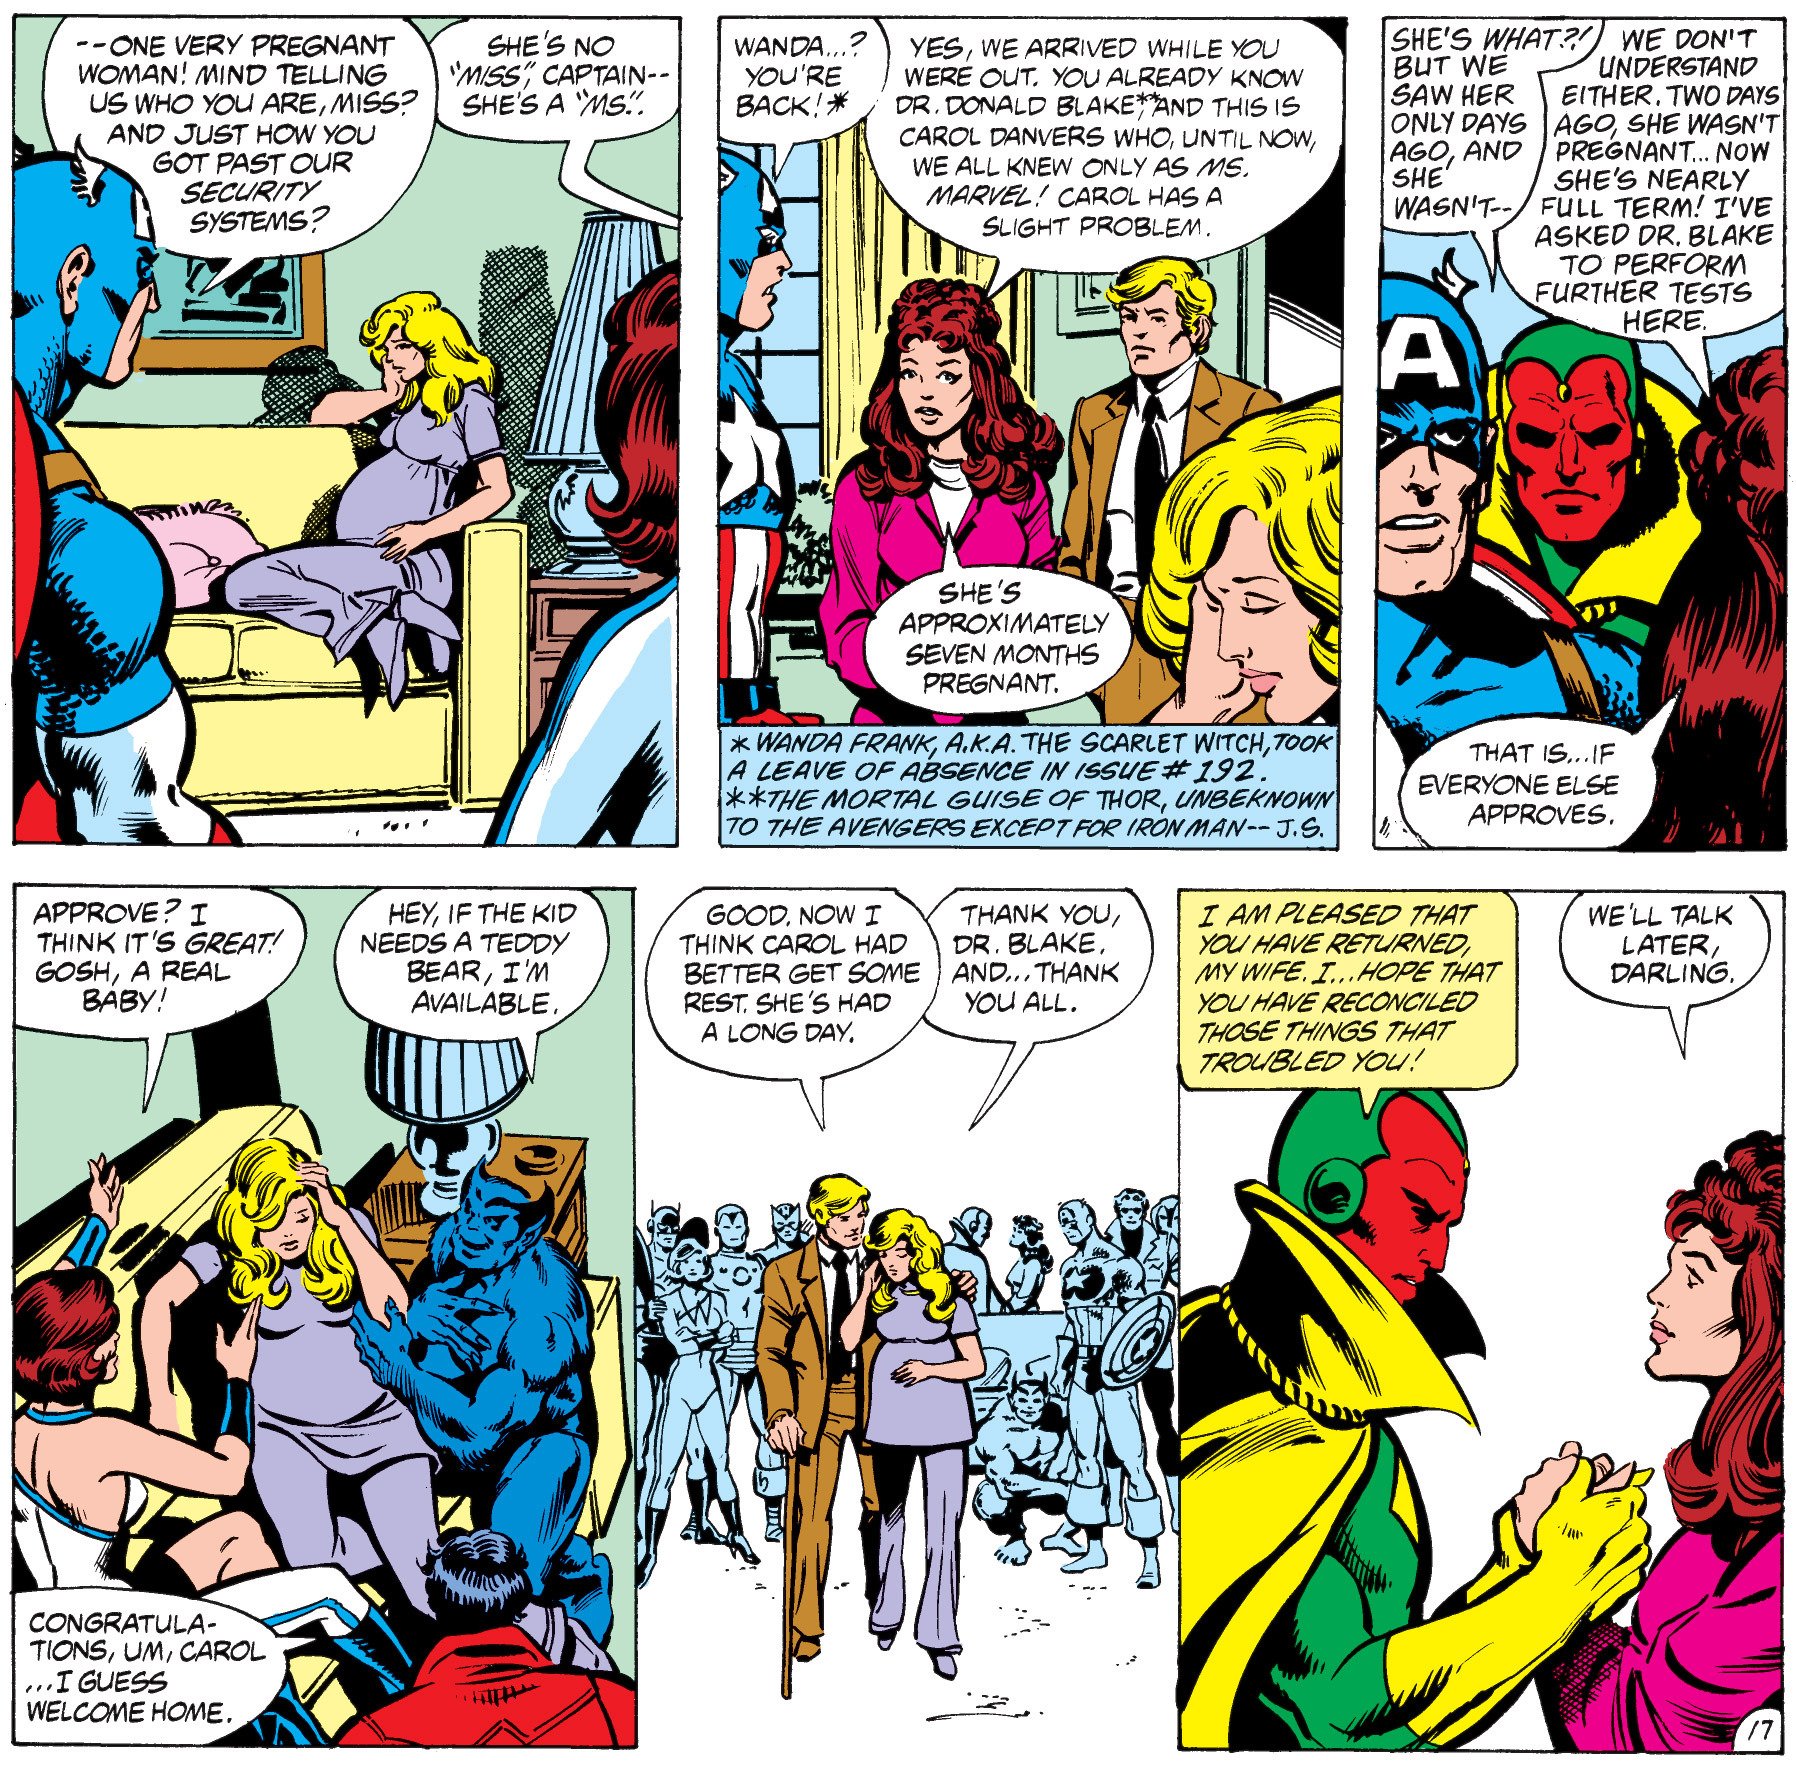 --ONE VERY PREGNANT
WOMAN! MIND TELLING
US WHO YOU ARE, MISS?
AND JUST HOW YOU
GOT PAST OUR
SECURITY
SYSTEMS?
SHE'S NO
"MISS", CAPTAIN--
SHE'S A "MS."
WANDA...?
YOU'RE
BACK!*
YES, WE ARRIVED WHILE YOU
WERE OUT. YOU ALREADY KNOW
DR. DONALD BLAKE,** AND THIS IS
CAROL DANVERS WHO, UNTIL NOW,
WE ALL KNEW ONLY AS MS.
MARVEL! CAROL HAS A
SLIGHT PROBLEM.
SHE'S
APPROXIMATELY
SEVEN MONTHS
PREGNANT.
*WANDA FRANK, A.K.A. THE SCARLET WITCH, TOOK
A LEAVE OF ABSENCE IN ISSUE #192.
**THE MORTAL GUISE OF THOR, UNBEKNOWN
TO THE AVENGERS EXCEPT FOR IRON MAN-- J.S.
SHE'S WHAT?!
BUT WE
SAW HER
ONLY DAYS
AGO, AND
SHE
WASN'T--
WE DON'T
UNDERSTAND
EITHER. TWO DAYS
AGO, SHE WASN'T
PREGNANT... NOW
SHE'S NEARLY
FULL TERM! I'VE
ASKED DR. BLAKE
TO PERFORM
FURTHER TESTS
HERE.
A
THAT IS...IF
EVERYONE ELSE
APPROVES.
APPROVE? I
THINK IT'S GREAT!
GOSH, A REAL
BABY!
HEY, IF THE KID
NEEDS A TEDDY
BEAR, I'M
AVAILABLE.
CONGRATULA-
TIONS, UM, CAROL
...I GUESS
WELCOME HOME.
GOOD. NOW I
THINK CAROL HAD
BETTER GET SOME
REST. SHE'S HAD
A LONG DAY.
THANK YOU,
DR. BLAKE.
AND...THANK
YOU ALL.
I AM PLEASED THAT
YOU HAVE RETURNED,
MY WIFE. I...HOPE THAT
YOU HAVE RECONCILED
THOSE THINGS THAT
TROUBLED YOU!
WE'LL TALK
LATER,
DARLING.
17